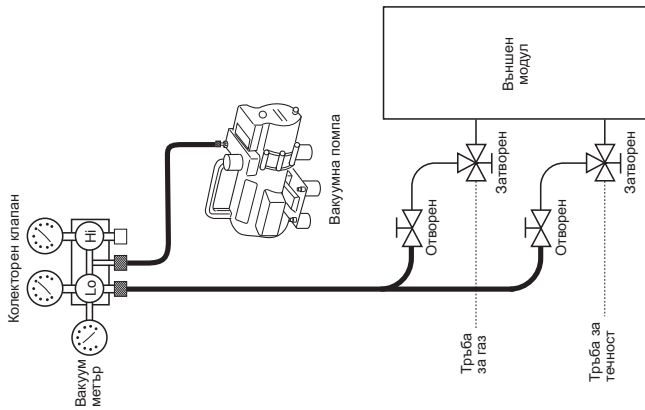 Колекторен клапан
Hi
Lo
Вакуум
метър
Вакуумна помпа
Външен
модул
Отворен
Затворен
Отворен
Затворен
Тръба
за газ
Тръба за
течност